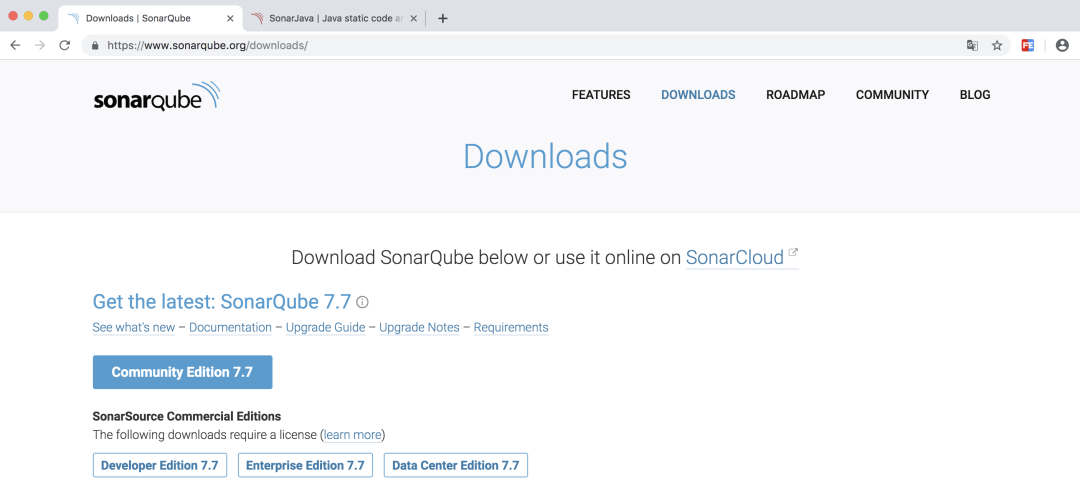 Downloads | SonarQube
SonarJava | Java static code a
https://www.sonarqube.org/downloads/
FE
sonarqube
FEATURES DOWNLOADS ROADMAP COMMUNITY BLOG
Downloads
Download SonarQube below or use it online on SonarCloud
Get the latest: SonarQube 7.7
See what's new – Documentation – Upgrade Guide – Upgrade Notes – Requirements
Community Edition 7.7
SonarSource Commercial Editions
The following downloads require a license (learn more)
Developer Edition 7.7 Enterprise Edition 7.7 Data Center Edition 7.7